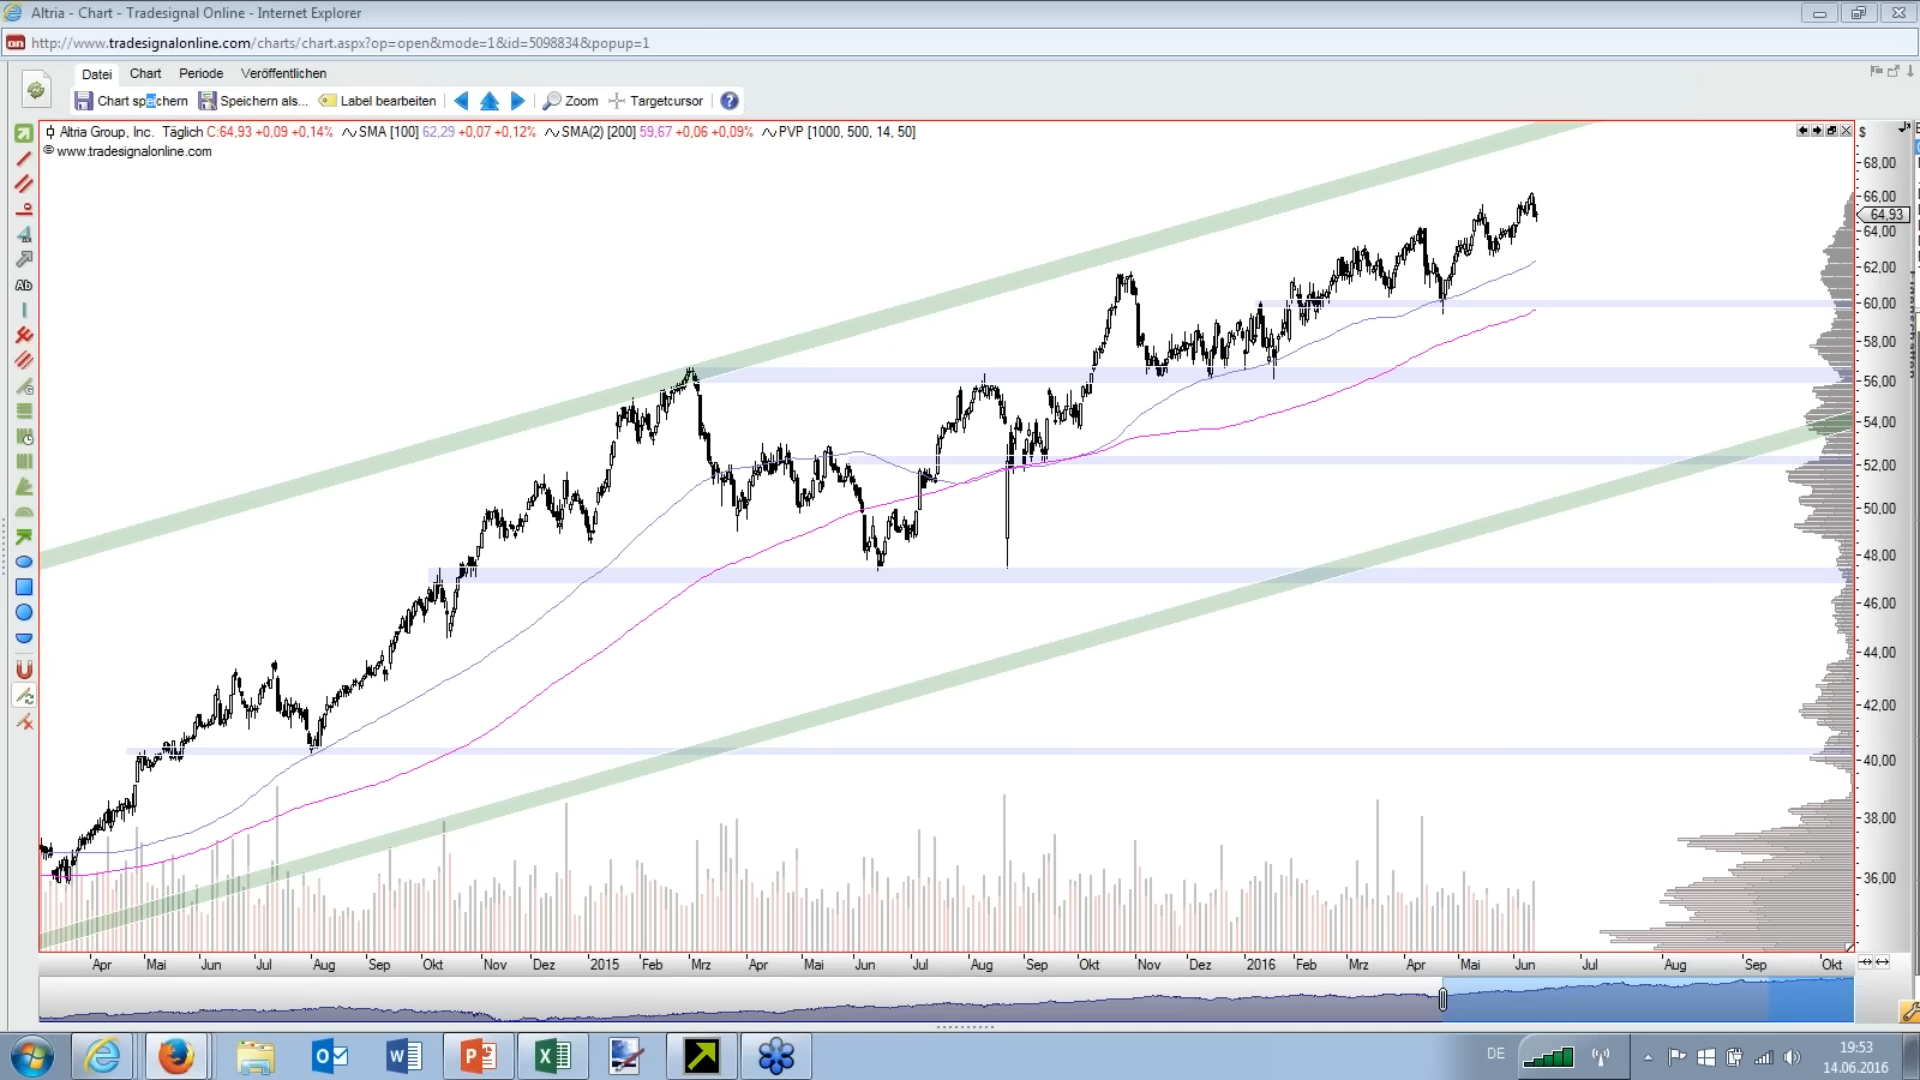 Altria - Chart - Tradesignal Online - Internet Explorer
http://www.tradesignalonline.com/charts/chart.aspx?op=open&mode=1&id=5098834&popup=1
Datei Chart Periode Veröffentlichen
Chart speichern Speichern als... Label bearbeiten Zoom Targetcursor ?
Altria Group, Inc. Täglich C:64,93 +0,09 +0,14% SMA [100] 62,29 +0,07 +0,12% SMA(2) [200] 59,67 +0,06 +0,09% PVP [1000, 500, 14, 50] $
© www.tradesignalonline.com
68,00
66,00
64,93
64,00
62,00
60,00
58,00
56,00
54,00
52,00
50,00
48,00
46,00
44,00
42,00
40,00
38,00
36,00
Ab
Apr Mai Jun Jul Aug Sep Okt Nov Dez 2015 Feb Mrz Apr Mai Jun Jul Aug Sep Okt Nov Dez 2016 Feb Mrz Apr Mai Jun Jul Aug Sep Okt
DE
19:53
14.06.2016